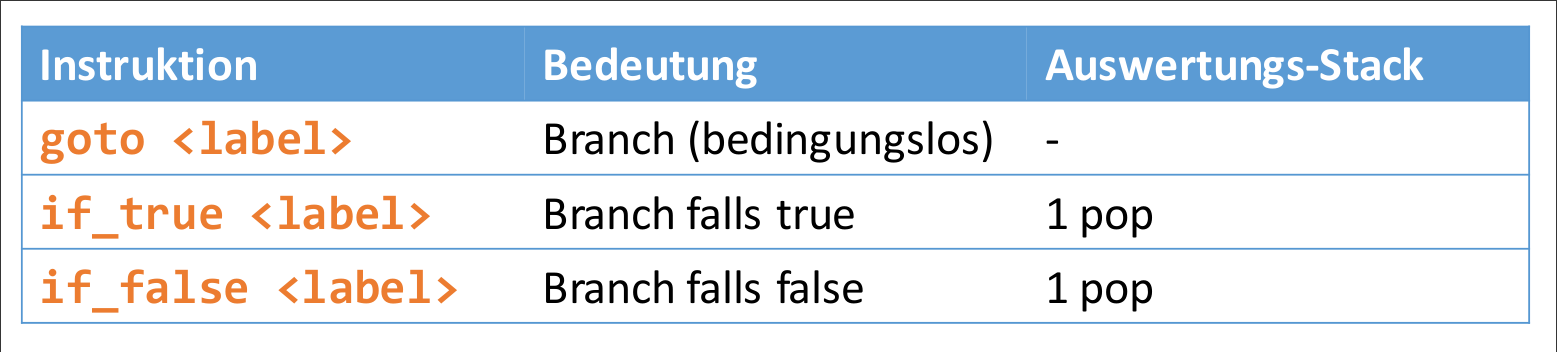 Instruktion Bedeutung Auswertungs-Stack
goto <label> Branch (bedingungslos) -
if_true <label> Branch falls true 1 pop
if_false <label> Branch falls false 1 pop